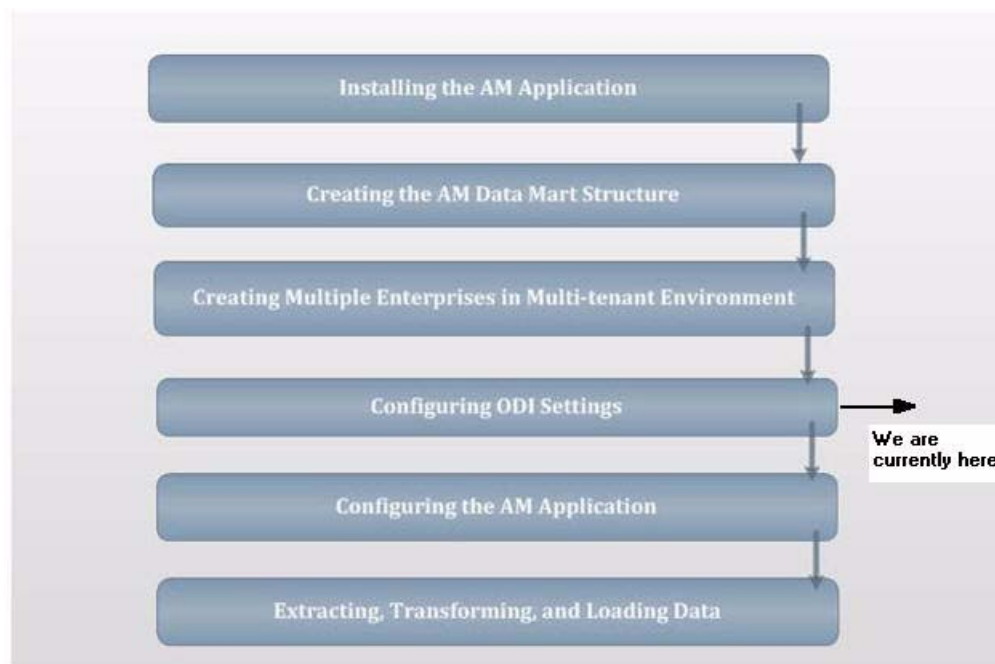 Installing the AM Application
Creating the AM Data Mart Structure
Creating Multiple Enterprises in Multi-tenant Environment
Configuring ODI Settings
We are
currently here
Configuring the AM Application
Extracting, Transforming, and Loading Data